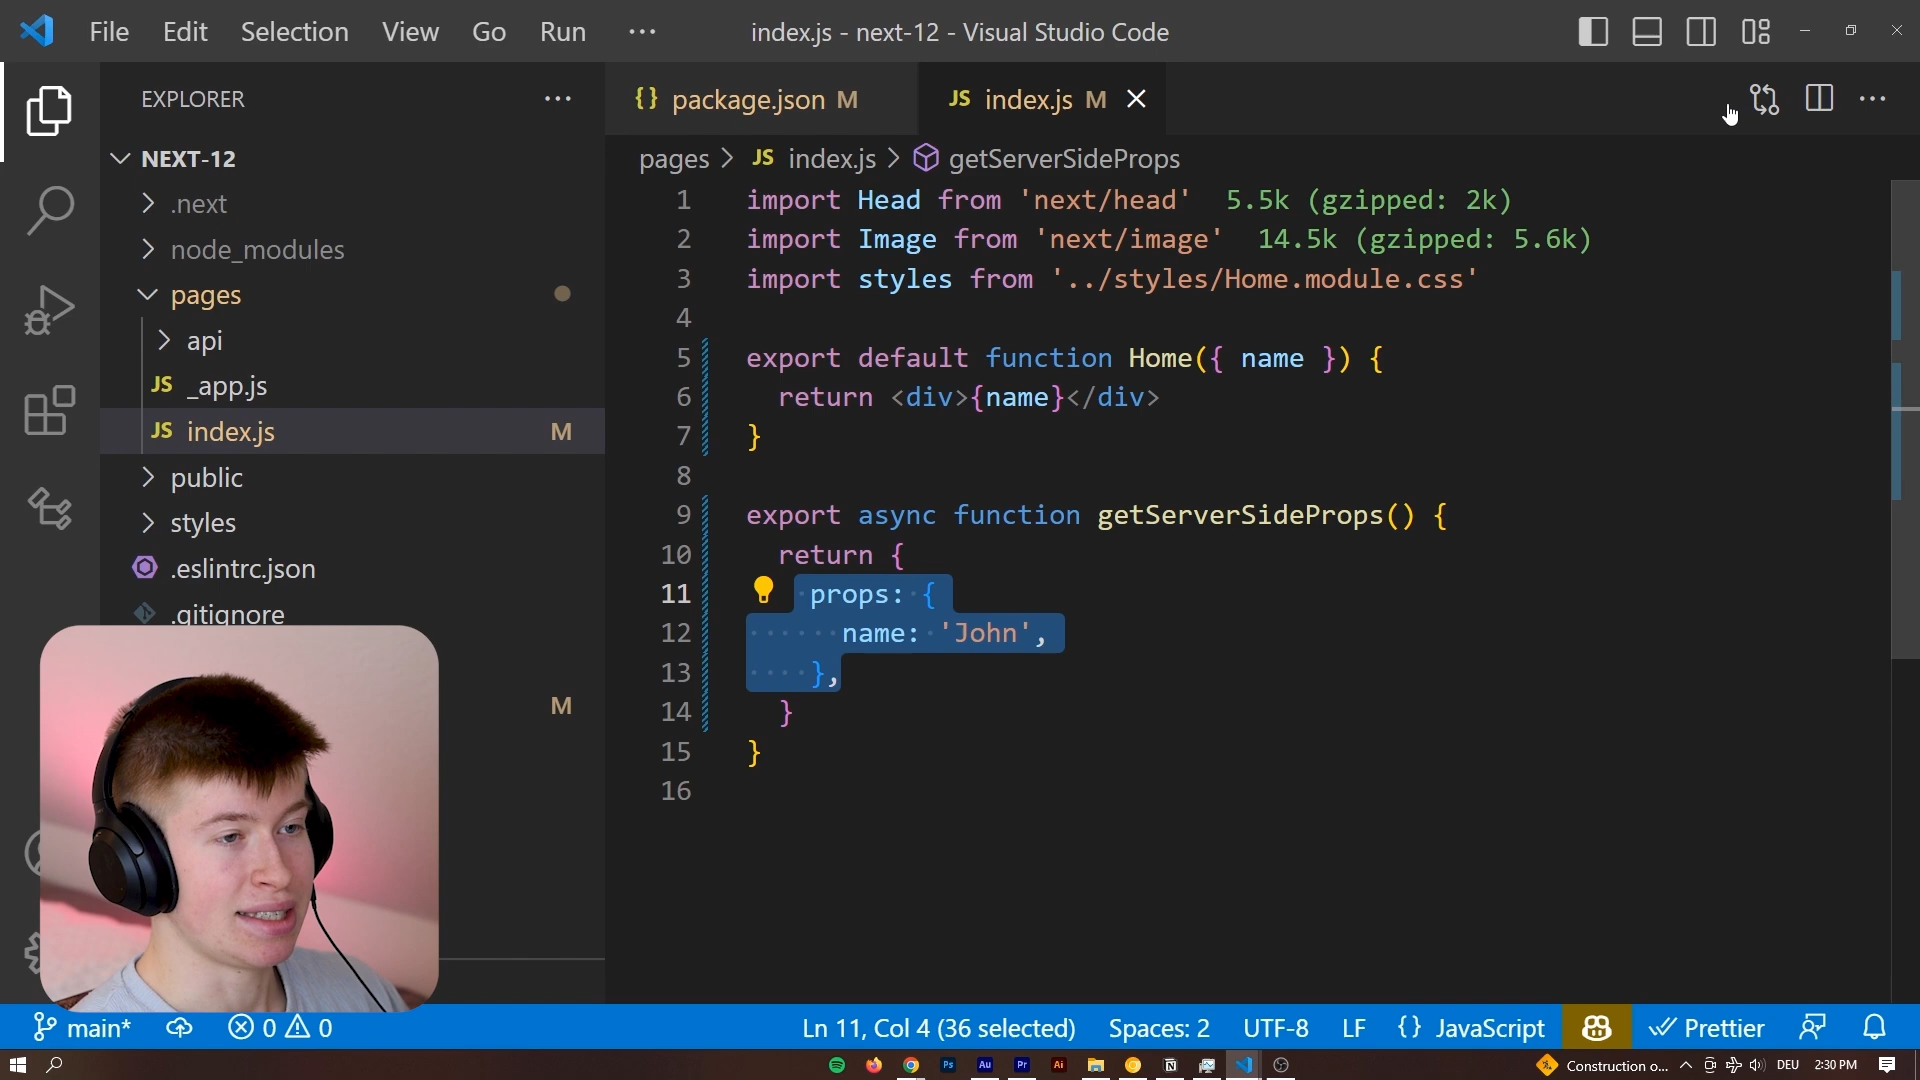 File Edit Selection View Go Run ··· index.js - next-12 - Visual Studio Code
EXPLORER ···
{} package.json M JS index.js M
NEXT-12
pages > JS index.js > getServerSideProps
.next
node_modules
pages
api
JS _app.js
JS index.js M
public
styles
.eslintrc.json
.gitignore
M
1 import Head from 'next/head' 5.5k (gzipped: 2k)
2 import Image from 'next/image' 14.5k (gzipped: 5.6k)
3 import styles from '../styles/Home.module.css'
4
5 export default function Home({ name }) {
6 return <div>{name}</div>
7 }
8
9 export async function getServerSideProps() {
10 return {
11 props: {
12 name: 'John',
13 },
14 }
15 }
16
main* 0 0 Ln 11, Col 4 (36 selected) Spaces: 2 UTF-8 LF {} JavaScript Prettier
Ps Au Pr Ai N Construction o... DEU 2:30 PM